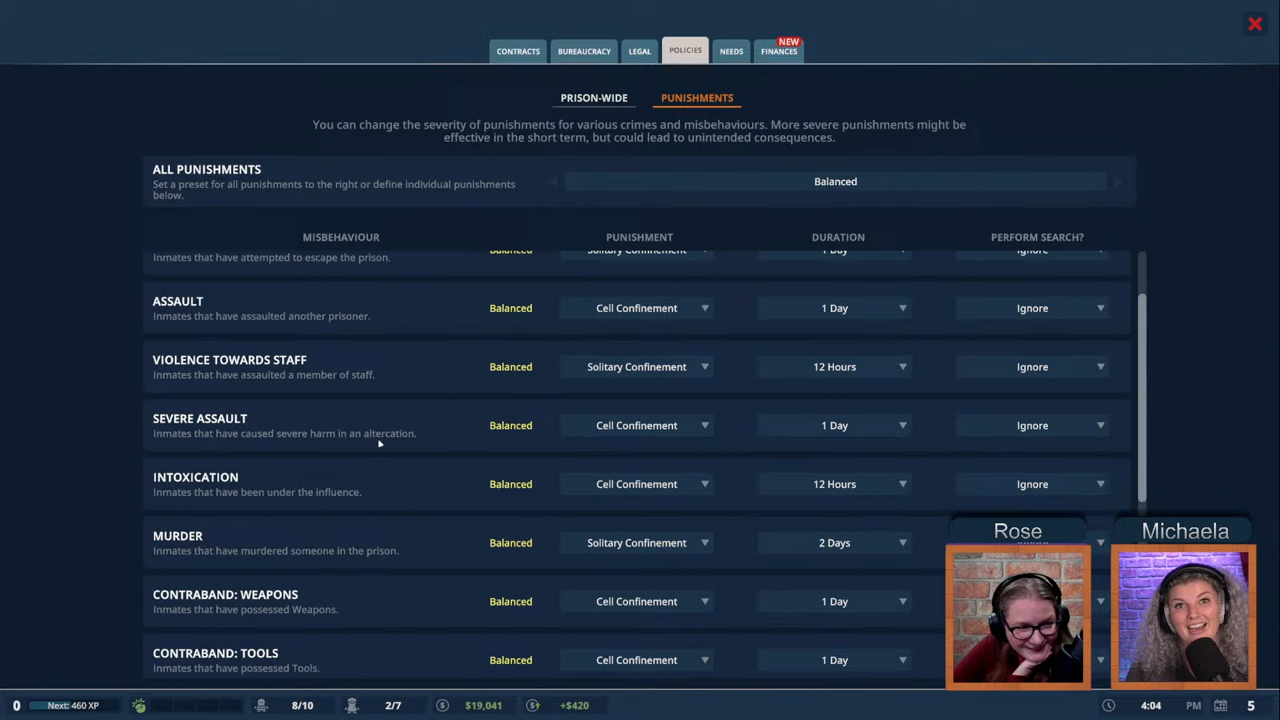 NEW
CONTRACTS BUREAUCRACY LEGAL POLICIES NEEDS FINANCES
PRISON-WIDE PUNISHMENTS
You can change the severity of punishments for various crimes and misbehaviours. More severe punishments might be
effective in the short term, but could lead to unintended consequences.
ALL PUNISHMENTS
Set a preset for all punishments to the right or define individual punishments
below.
Balanced
MISBEHAVIOUR PUNISHMENT DURATION PERFORM SEARCH?
Inmates that have attempted to escape the prison. Balanced Solitary Confinement 1 Day Ignore
ASSAULT
Inmates that have assaulted another prisoner.
Balanced Cell Confinement 1 Day Ignore
VIOLENCE TOWARDS STAFF
Inmates that have assaulted a member of staff.
Balanced Solitary Confinement 12 Hours Ignore
SEVERE ASSAULT
Inmates that have caused severe harm in an altercation.
Balanced Cell Confinement 1 Day Ignore
INTOXICATION
Inmates that have been under the influence.
Balanced Cell Confinement 12 Hours Ignore
MURDER
Inmates that have murdered someone in the prison.
Balanced Solitary Confinement 2 Days
CONTRABAND: WEAPONS
Inmates that have possessed Weapons.
Balanced Cell Confinement 1 Day
CONTRABAND: TOOLS
Inmates that have possessed Tools.
Balanced Cell Confinement 1 Day
Rose Michaela
0 Next: 460 XP 8/10 2/7 $19,041 +$420 4:04 PM 5